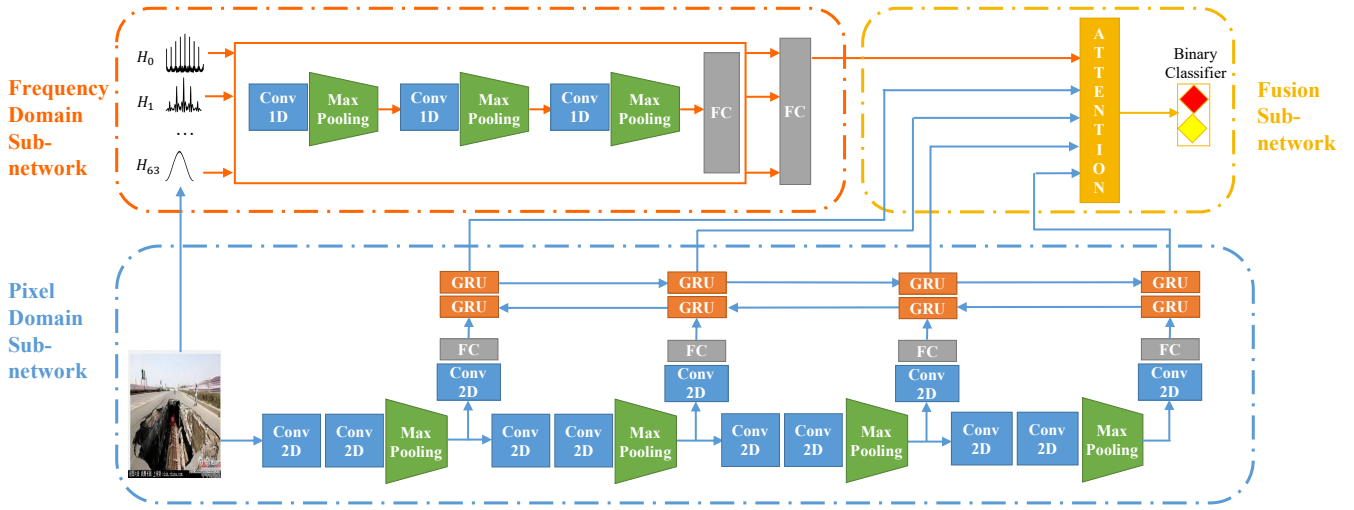 Frequency
Domain
Sub-
network
H0
H1
...
H63
Conv
1D
Max
Pooling
Conv
1D
Max
Pooling
Conv
1D
Max
Pooling
FC
FC
ATTENTION
Binary
Classifier
Fusion
Sub-
network
Pixel
Domain
Sub-
network
GRU
GRU
GRU
GRU
GRU
GRU
GRU
GRU
FC
FC
FC
FC
Conv
2D
Conv
2D
Conv
2D
Conv
2D
Conv
2D
Conv
2D
Max
Pooling
Conv
2D
Conv
2D
Max
Pooling
Conv
2D
Conv
2D
Max
Pooling
Conv
2D
Conv
2D
Max
Pooling